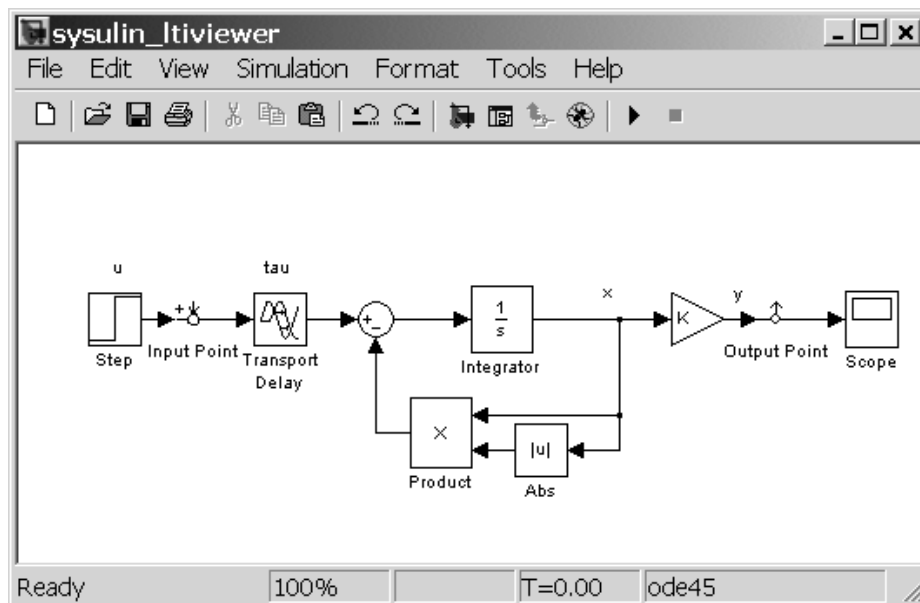 sysulin_ltiviewer
File Edit View Simulation Format Tools Help
u
tau
x
y
+
+
−
1
s
K
Step
Input Point
Transport
Delay
Integrator
Output Point
Scope
×
|u|
Product
Abs
Ready 100% T=0.00 ode45